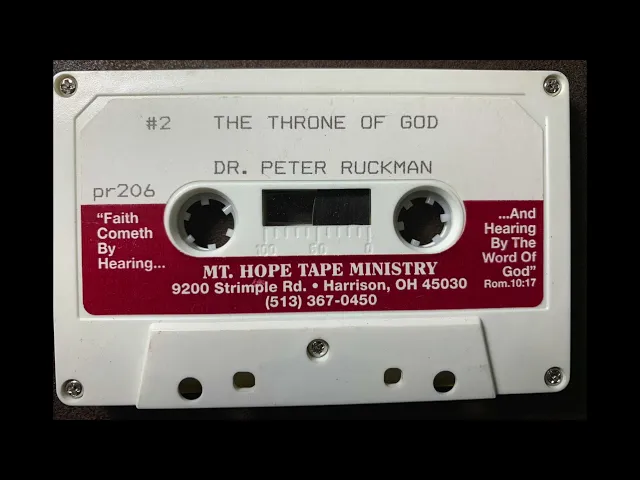 #2 THE THRONE OF GOD
DR. PETER RUCKMAN
pr206
"Faith
Cometh
By
Hearing...
...And
Hearing
By The
Word Of
God"
Rom.10:17
100 50 0
MT. HOPE TAPE MINISTRY
9200 Strimple Rd. • Harrison, OH 45030
(513) 367-0450